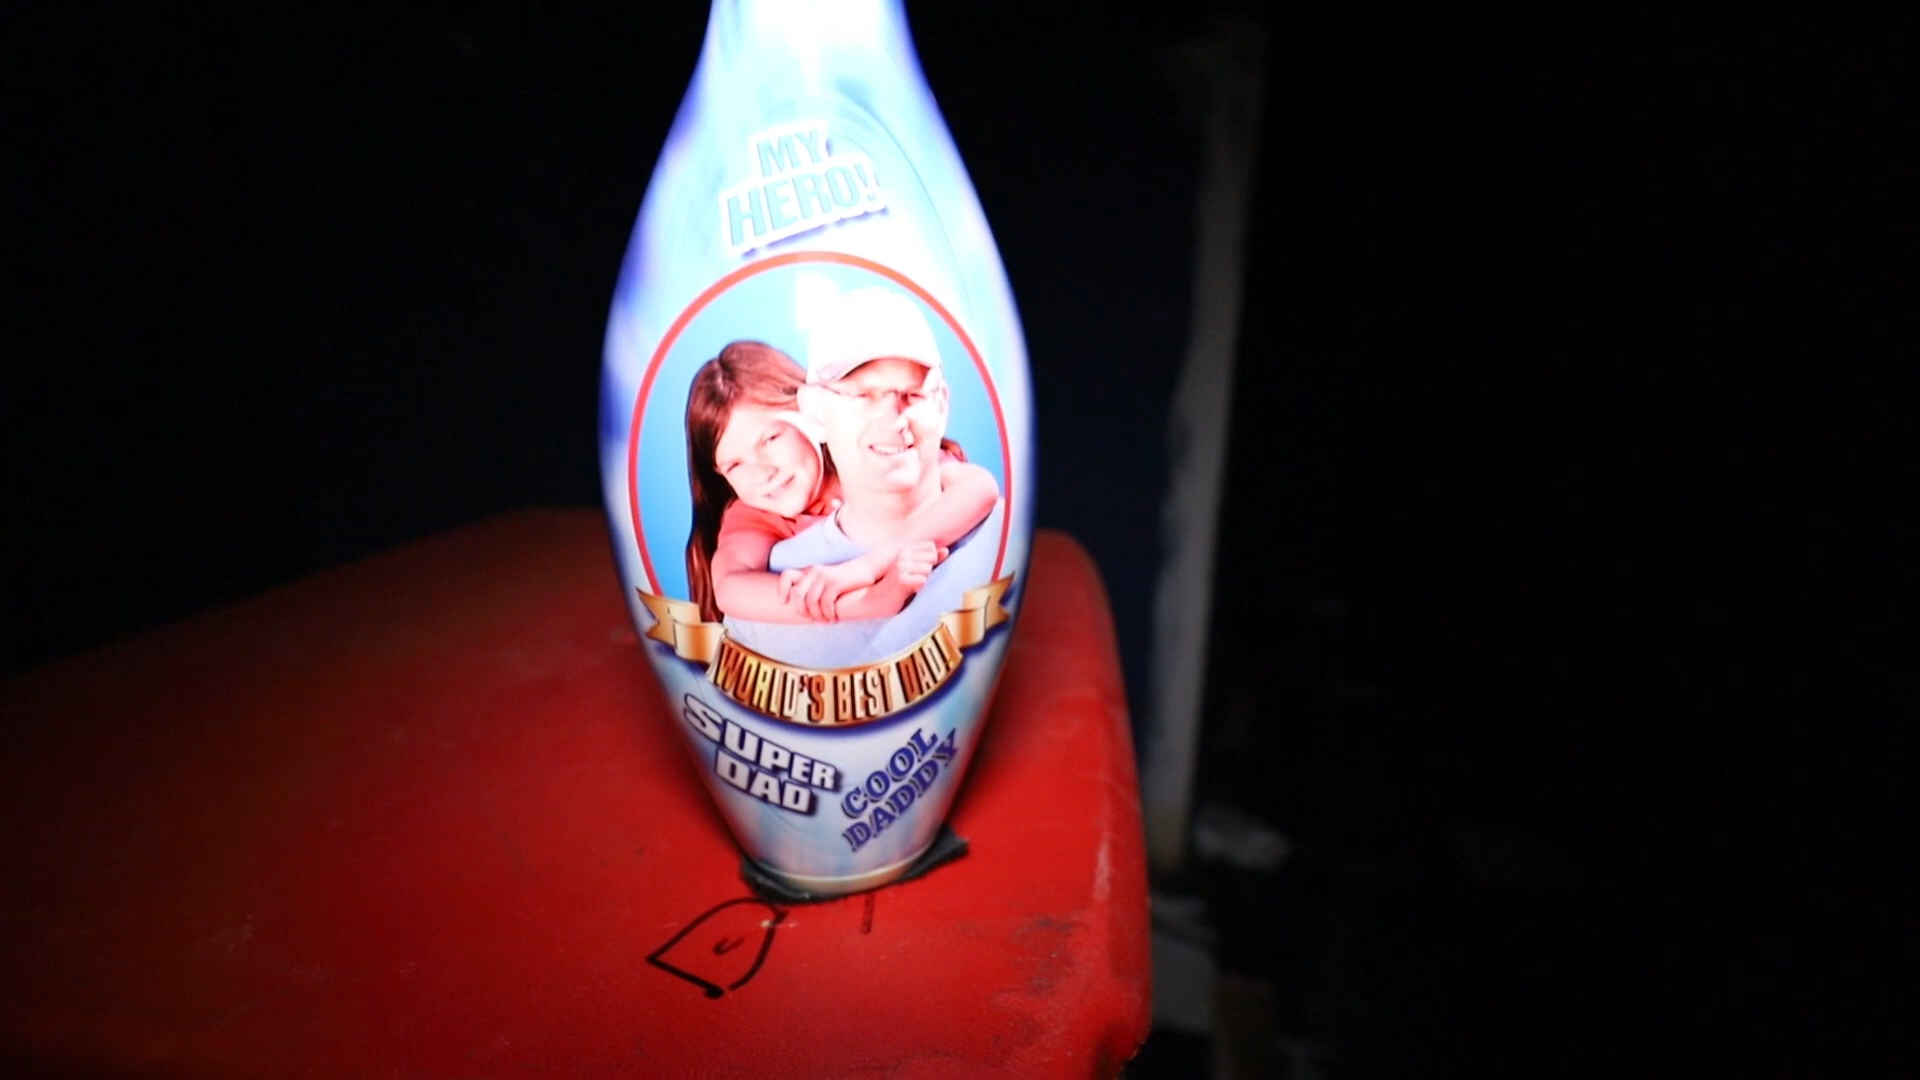 MY
HERO!
WORLD'S BEST DAD!
SUPER
DAD
COOL
DADDY